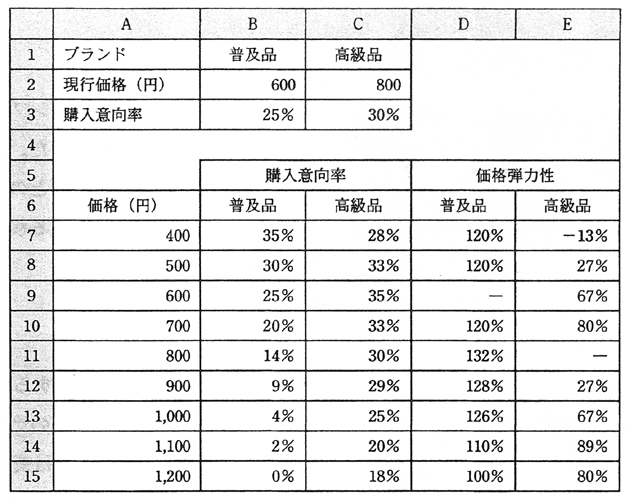 A B C D E
1 ブランド 普及品 高級品
2 現行価格（円） 600 800
3 購入意向率 25% 30%
4
5 購入意向率 価格弾力性
6 価格（円） 普及品 高級品 普及品 高級品
7 400 35% 28% 120% －13%
8 500 30% 33% 120% 27%
9 600 25% 35% － 67%
10 700 20% 33% 120% 80%
11 800 14% 30% 132% －
12 900 9% 29% 128% 27%
13 1,000 4% 25% 126% 67%
14 1,100 2% 20% 110% 89%
15 1,200 0% 18% 100% 80%